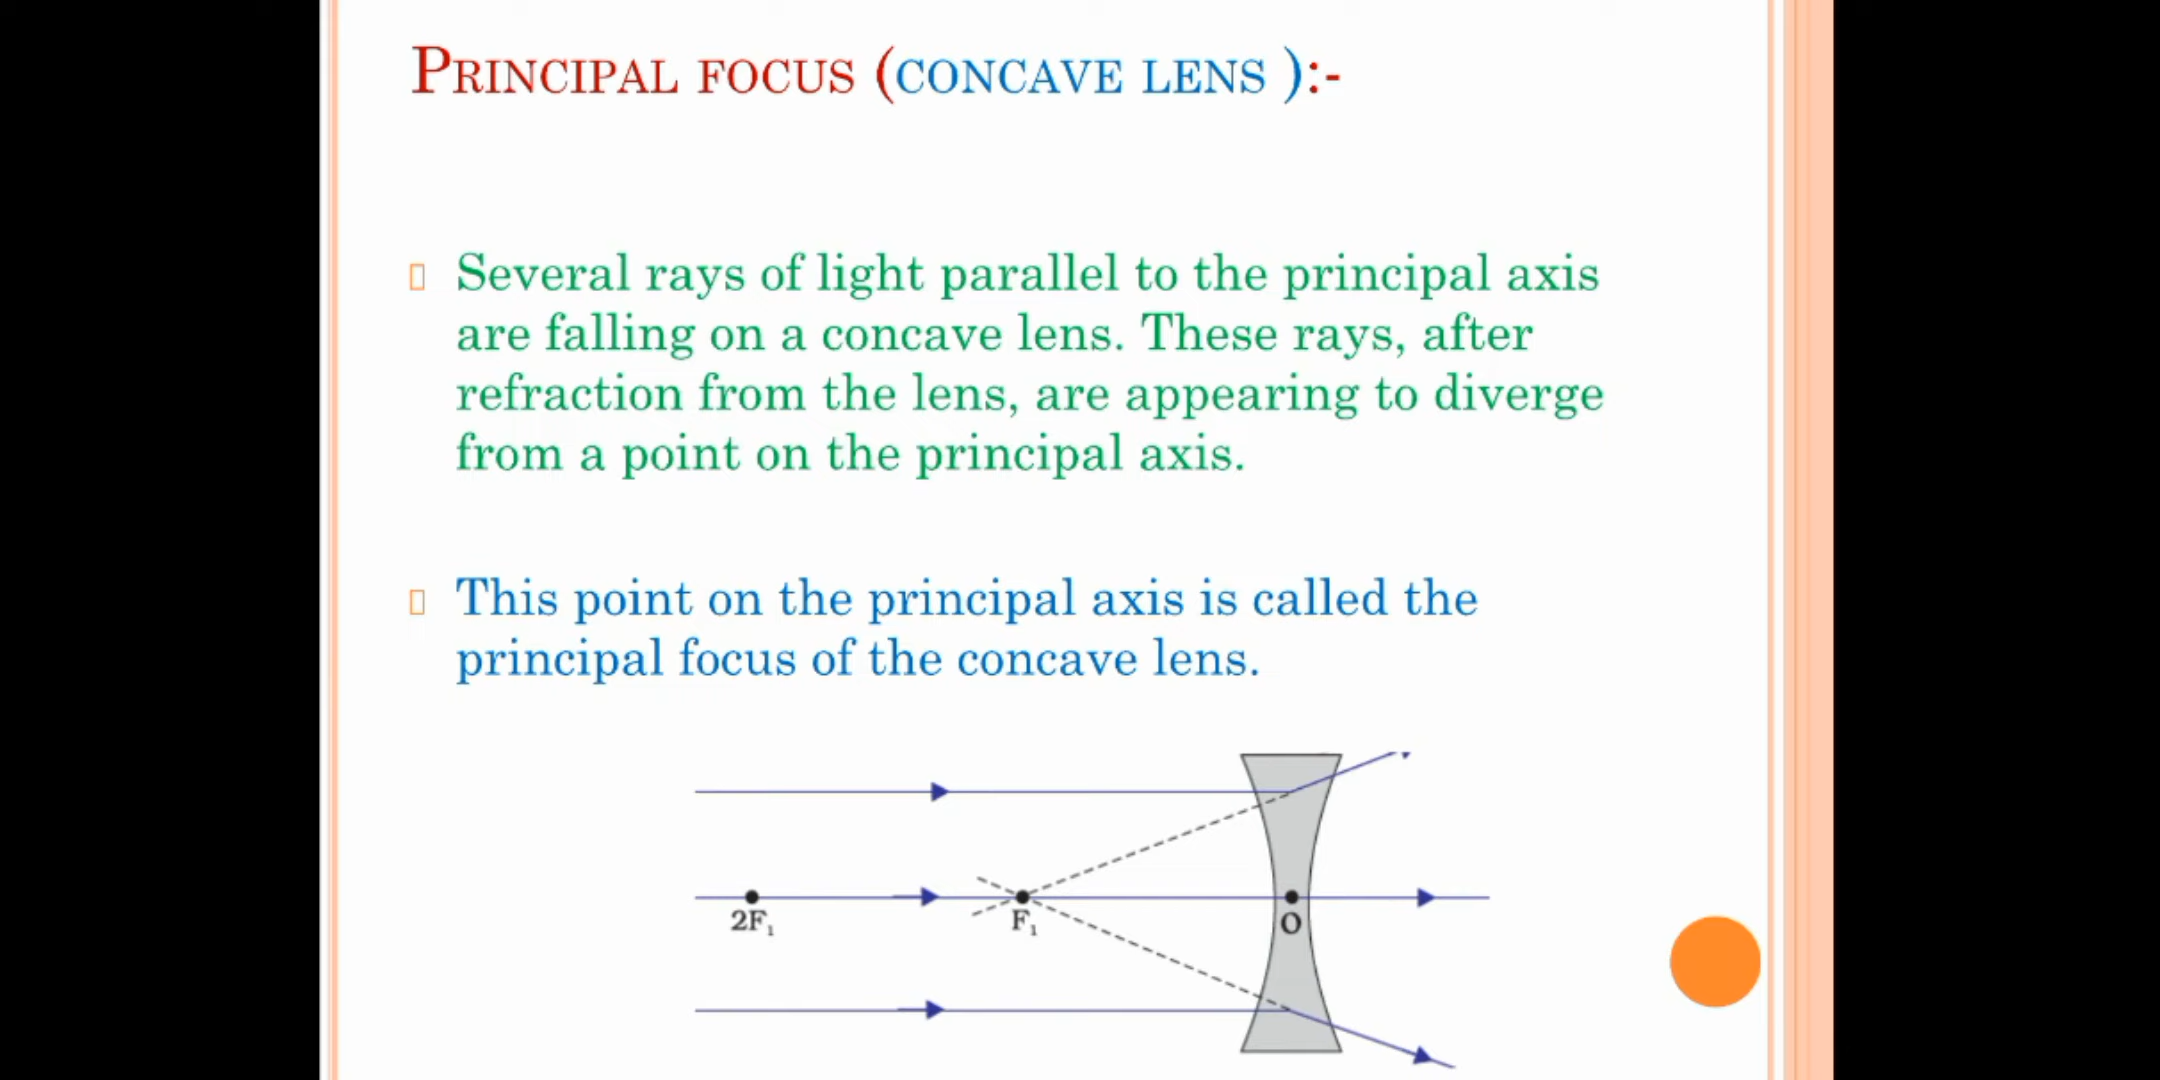 PRINCIPAL FOCUS (CONCAVE LENS ):-
Several rays of light parallel to the principal axis
are falling on a concave lens. These rays, after
refraction from the lens, are appearing to diverge
from a point on the principal axis.
This point on the principal axis is called the
principal focus of the concave lens.
2F₁
F₁
O